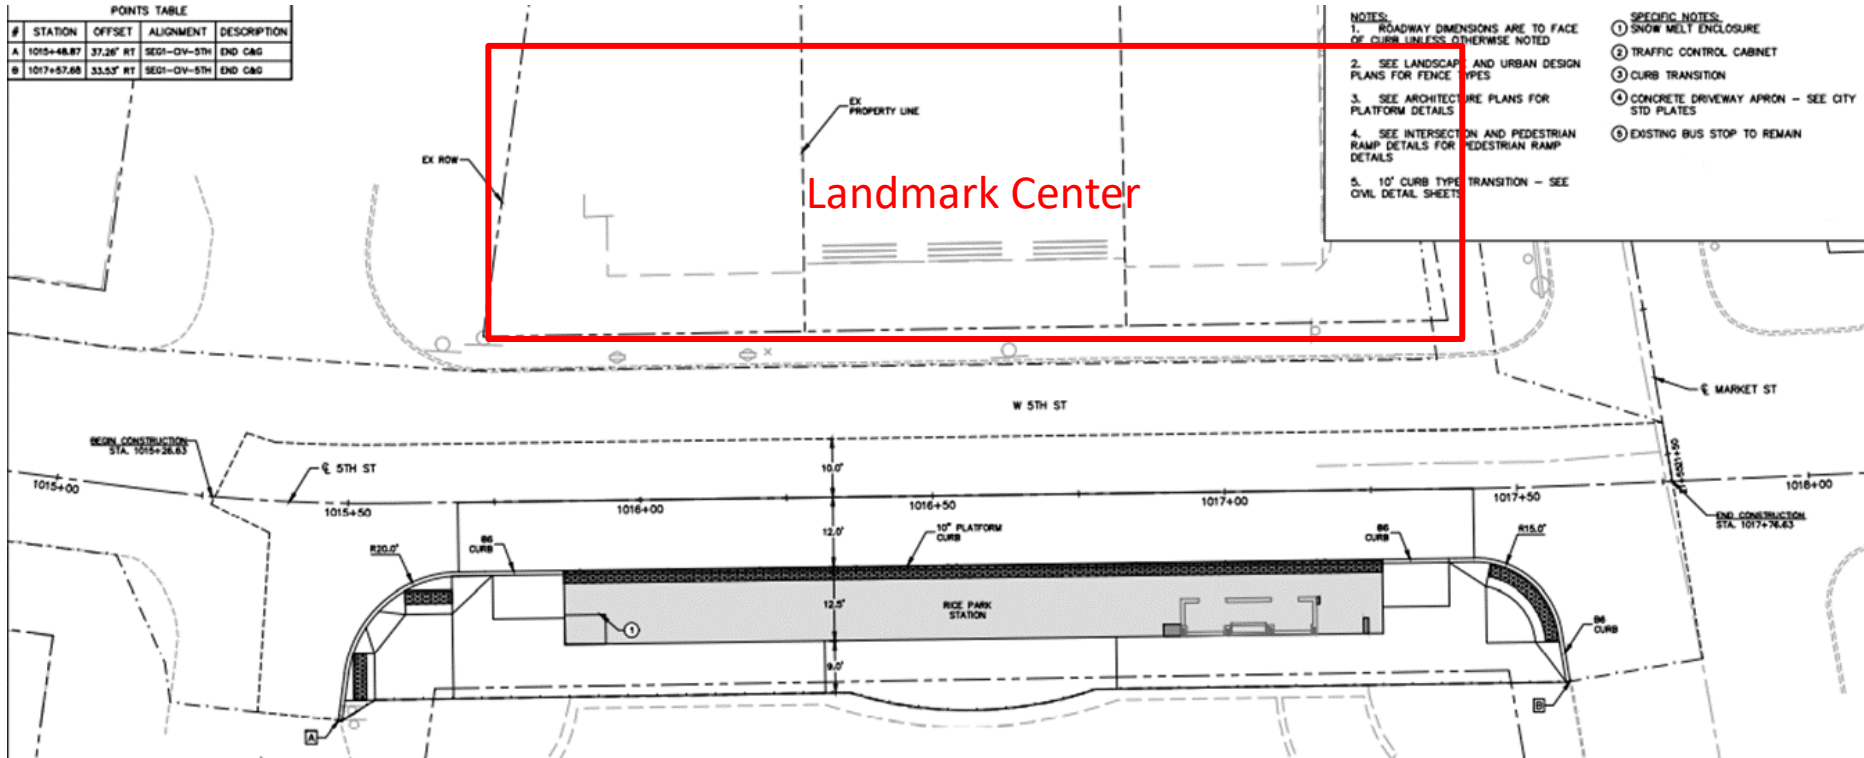 POINTS TABLE
# STATION OFFSET ALIGNMENT DESCRIPTION
A 1015+48.87 37.26' RT SEG1-CIV-5TH END C&G
B 1017+57.68 33.53' RT SEG1-CIV-5TH END C&G
NOTES:
1. ROADWAY DIMENSIONS ARE TO FACE
OF CURB UNLESS OTHERWISE NOTED
2. SEE LANDSCAPE AND URBAN DESIGN
PLANS FOR FENCE TYPES
3. SEE ARCHITECTURE PLANS FOR
PLATFORM DETAILS
4. SEE INTERSECTION AND PEDESTRIAN
RAMP DETAILS FOR PEDESTRIAN RAMP
DETAILS
5. 10' CURB TYPE TRANSITION - SEE
CIVIL DETAIL SHEETS
SPECIFIC NOTES:
1 SNOW MELT ENCLOSURE
2 TRAFFIC CONTROL CABINET
3 CURB TRANSITION
4 CONCRETE DRIVEWAY APRON - SEE CITY
STD PLATES
5 EXISTING BUS STOP TO REMAIN
EX
PROPERTY LINE
EX ROW
Landmark Center
W 5TH ST
℄ MARKET ST
BEGIN CONSTRUCTION
STA. 1015+26.63
℄ 5TH ST
1015+00
1015+50
1016+00
1016+50
1017+00
1017+50
1018+00
END CONSTRUCTION
STA. 1017+76.63
10.0'
12.0'
12.5'
9.0'
R20.0'
B6
CURB
10" PLATFORM
CURB
B6
CURB
R15.0'
RICE PARK
STATION
1
B6
CURB
A
B